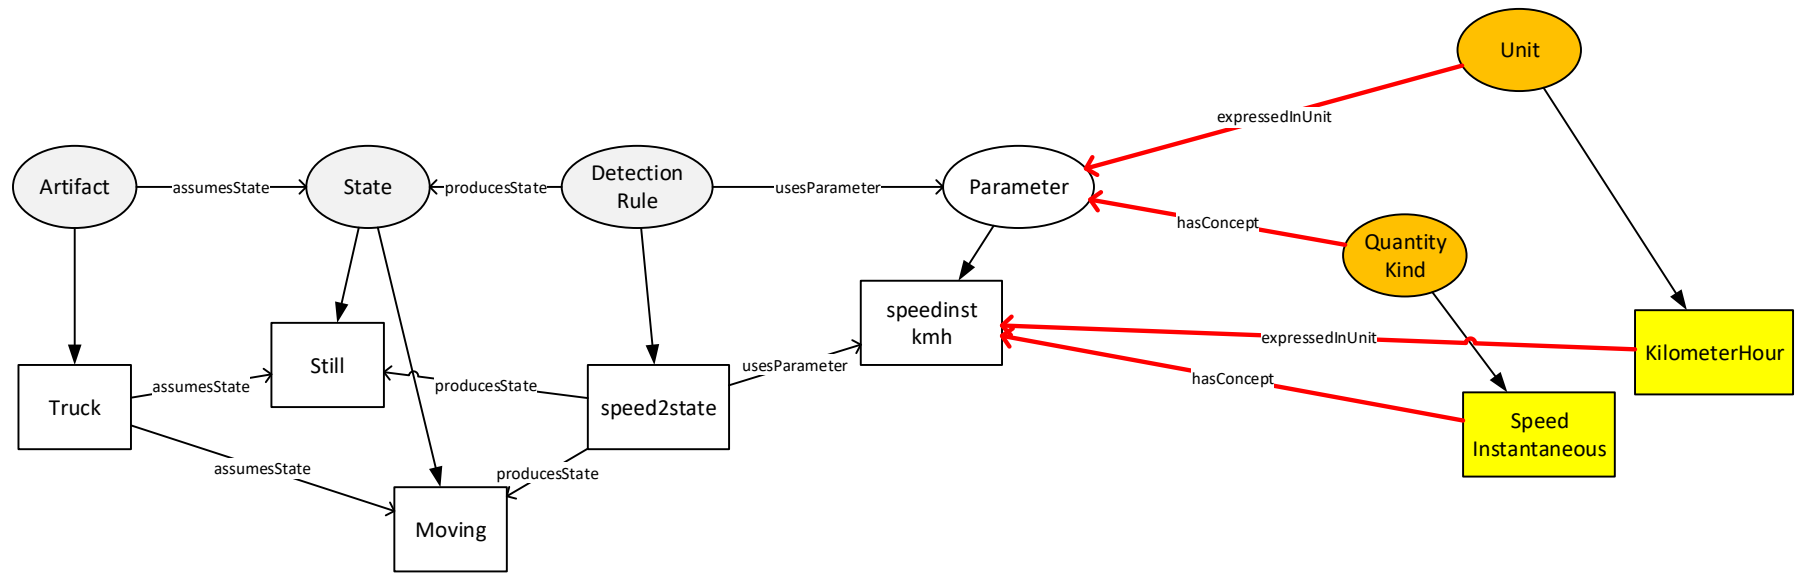 Unit
expressedInUnit
Artifact
assumesState
State
producesState
Detection
Rule
usesParameter
Parameter
hasConcept
Quantity
Kind
speedinst
kmh
expressedInUnit
KilometerHour
Still
usesParameter
assumesState
producesState
hasConcept
Truck
speed2state
Speed
Instantaneous
assumesState
producesState
Moving